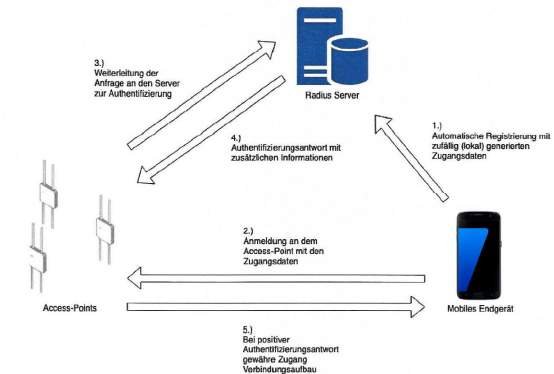 3.)
Weiterleitung der
Anfrage an den Server
zur Authentifizierung
Radius Server
1.)
Automatische Registrierung mit
zufällig (lokal) generierten
Zugangsdaten
4.)
Authentifizierungsantwort mit
zusätzlichen Informationen
2.)
Anmeldung an dem
Access-Point mit den
Zugangsdaten
Access-Points
Mobiles Endgerät
5.)
Bei positiver
Authentifizierungsantwort
gewähre Zugang
Verbindungsaufbau